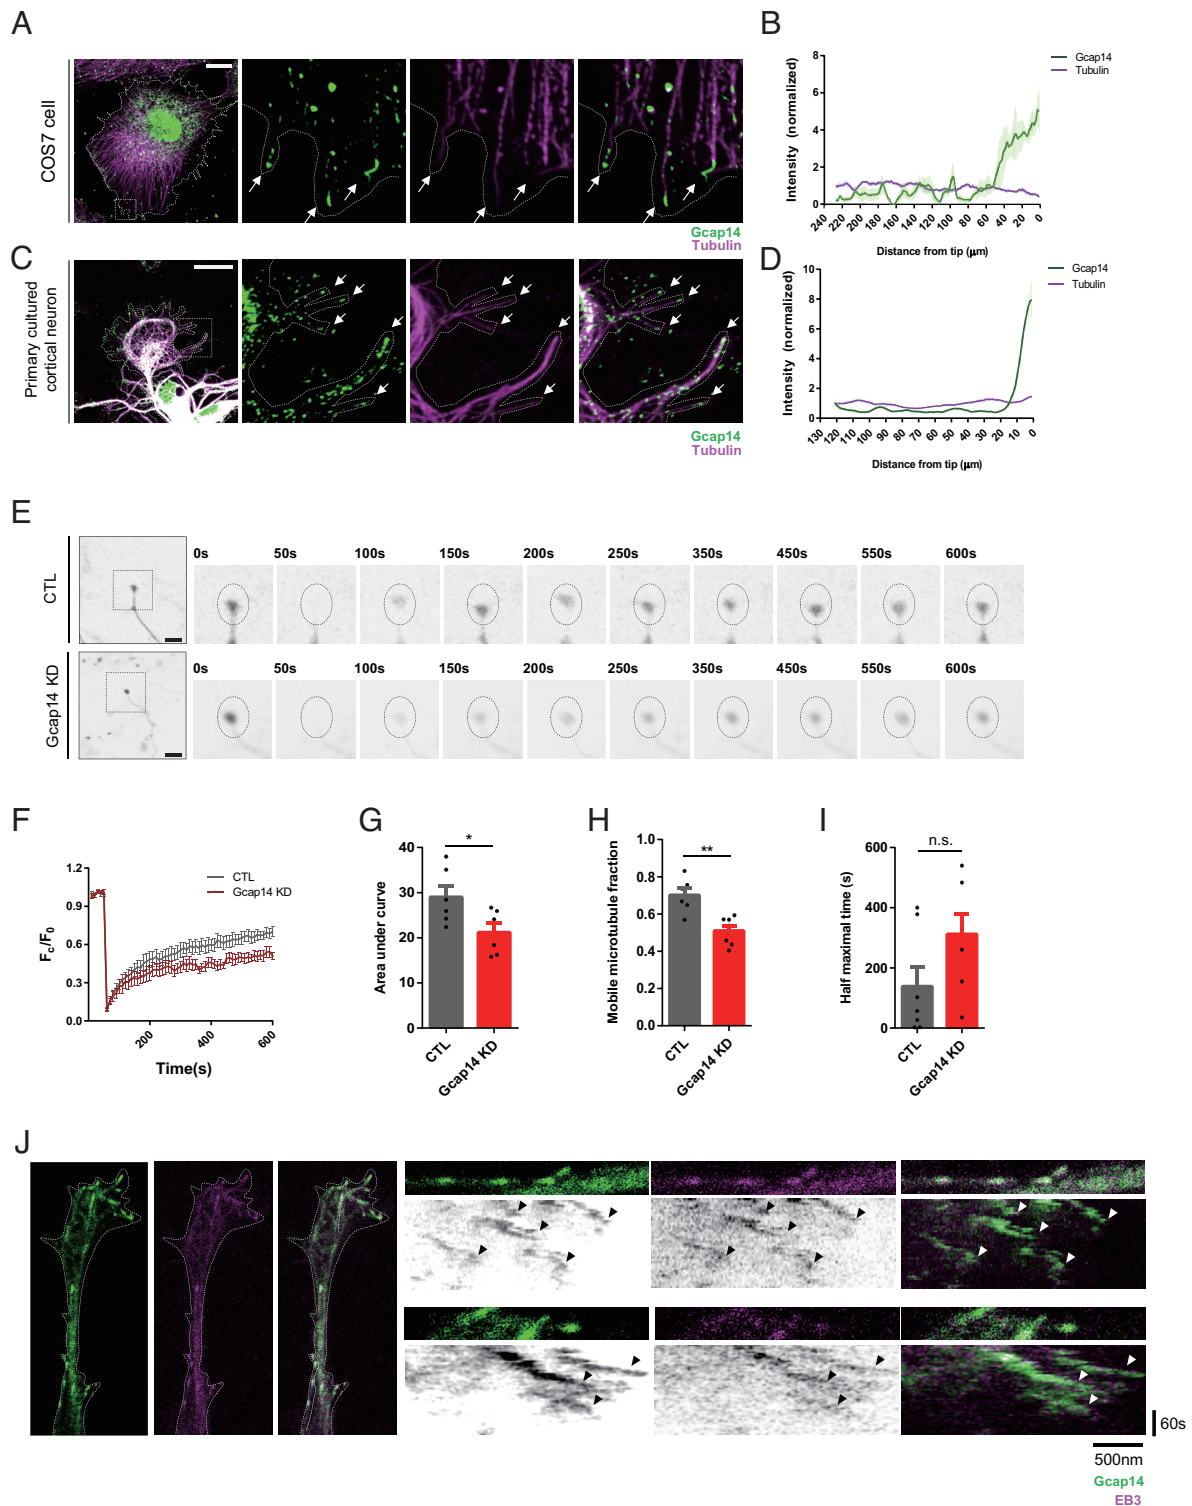 A
COS7 cell
Gcap14
Tubulin
B
Intensity (normalized)
8
6
4
2
0
240
220
200
180
160
140
120
100
80
60
40
20
0
Distance from tip (μm)
Gcap14
Tubulin
C
Primary cultured
cortical neuron
Gcap14
Tubulin
D
Intensity (normalized)
10
8
6
4
2
0
130
120
110
100
90
80
70
60
50
40
30
20
10
0
Distance from tip (μm)
Gcap14
Tubulin
E
CTL
0s 50s 100s 150s 200s 250s 350s 450s 550s 600s
Gcap14 KD
0s 50s 100s 150s 200s 250s 350s 450s 550s 600s
F
Fc/F0
1.2
0.9
0.6
0.3
0.0
200
400
600
Time(s)
CTL
Gcap14 KD
G
Area under curve
40
30
20
10
0
*
CTL
Gcap14 KD
H
Mobile microtubule fraction
1.0
0.8
0.6
0.4
0.2
0.0
**
CTL
Gcap14 KD
I
Half maximal time (s)
600
400
200
0
n.s.
CTL
Gcap14 KD
J
60s
500nm
Gcap14
EB3